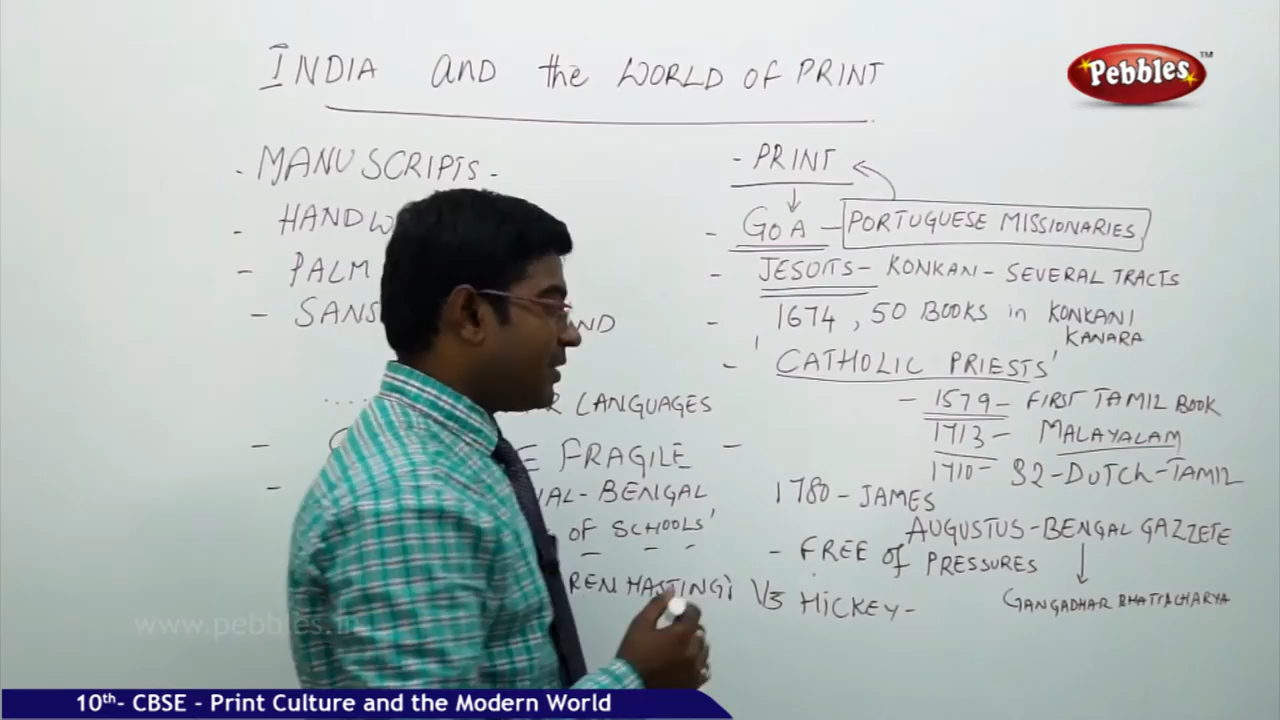 INDIA and the WORLD OF PRINT
Pebbles™
- MANUSCRIPTS -
- HANDW
- PALM
- SANS
ND
..... R LANGUAGES
E FRAGILE
AL - BENGAL
OF SCHOOLS'
REN HASTINGS V/S HICKEY -
- PRINT
- GOA - PORTUGUESE MISSIONARIES
- JESUITS - KONKAN - SEVERAL TRACTS
- 1674, 50 BOOKS in KONKANI
KANARA
- 'CATHOLIC PRIESTS'
- 1579 - FIRST TAMIL BOOK
1713 - MALAYALAM
1710 - 32 - DUTCH - TAMIL
- 1780 - JAMES
AUGUSTUS - BENGAL GAZZETE
- FREE of PRESSURES
GANGADHAR BHATTACHARYA
www.pebbles.in
10th- CBSE - Print Culture and the Modern World